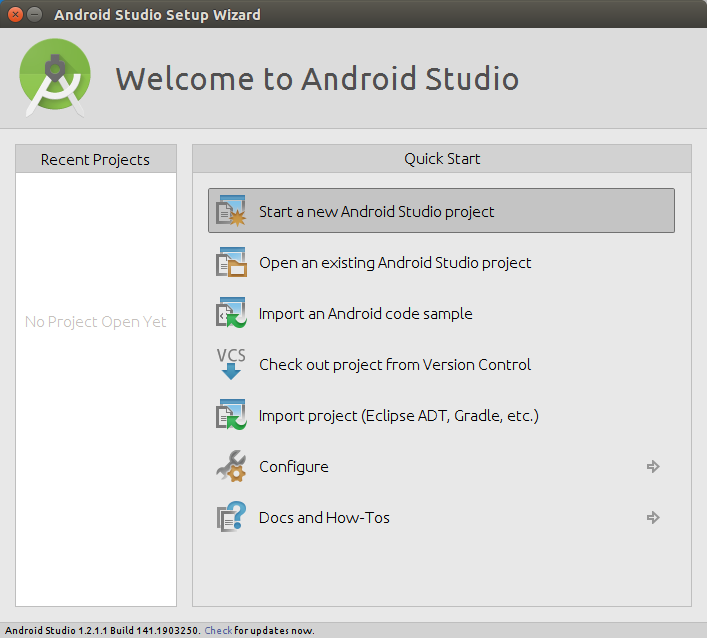 Android Studio Setup Wizard
Welcome to Android Studio
Recent Projects
No Project Open Yet
Quick Start
Start a new Android Studio project
Open an existing Android Studio project
Import an Android code sample
VCS
Check out project from Version Control
Import project (Eclipse ADT, Gradle, etc.)
Configure
Docs and How-Tos
Android Studio 1.2.1.1 Build 141.1903250. Check for updates now.